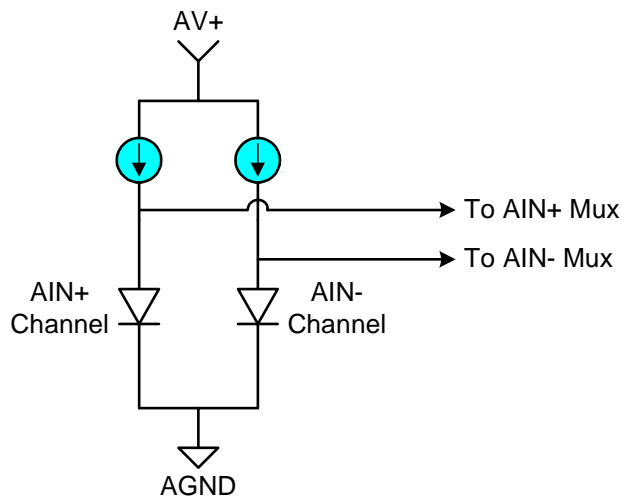 AV+
To AIN+ Mux
To AIN- Mux
AIN+
Channel
AIN-
Channel
AGND